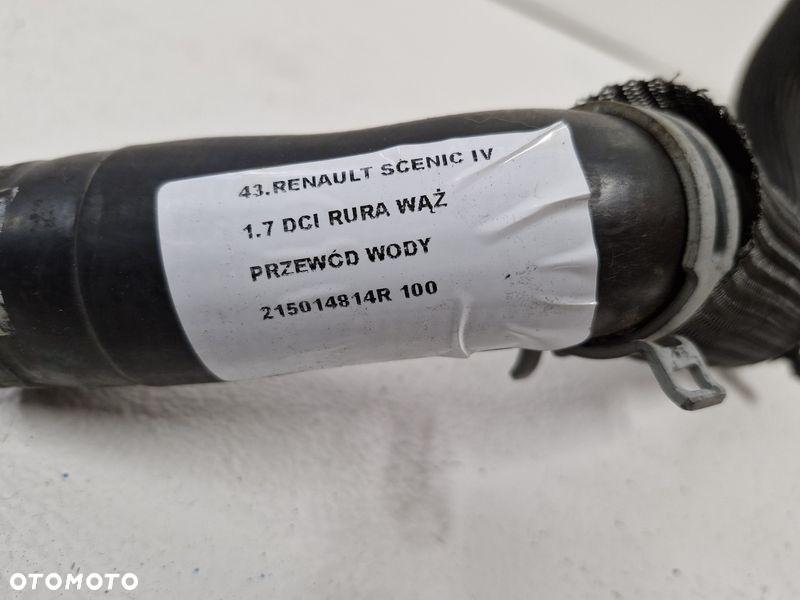 43.RENAULT SCENIC IV
1.7 DCI RURA WĄŻ
PRZEWÓD WODY
215014814R 100
OTOMOTO